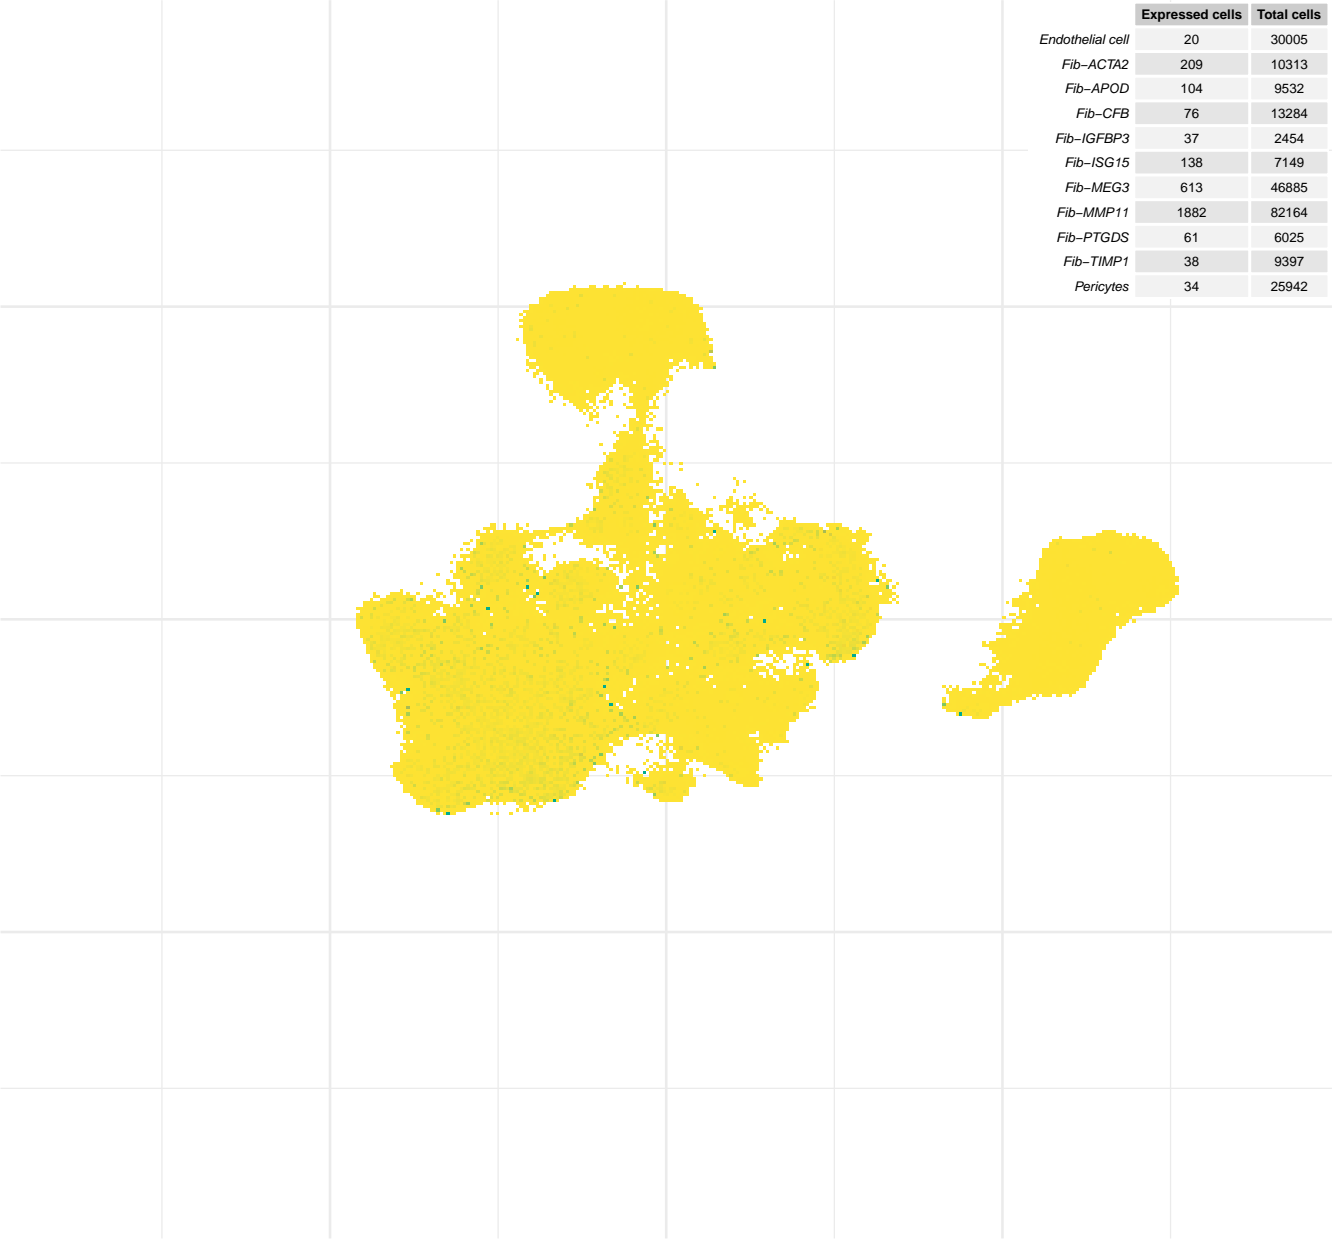 Expressed cells Total cells
Endothelial cell 20 30005
Fib−ACTA2 209 10313
Fib−APOD 104 9532
Fib−CFB 76 13284
Fib−IGFBP3 37 2454
Fib−ISG15 138 7149
Fib−MEG3 613 46885
Fib−MMP11 1882 82164
Fib−PTGDS 61 6025
Fib−TIMP1 38 9397
Pericytes 34 25942